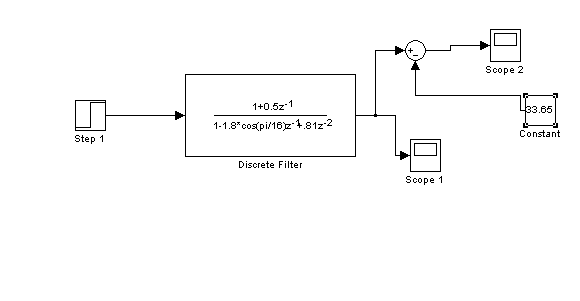 Step 1
1+0.5z-1
1-1.8*cos(pi/16)z-1+.81z-2
Discrete Filter
+
−
Scope 2
33.65
Constant
Scope 1